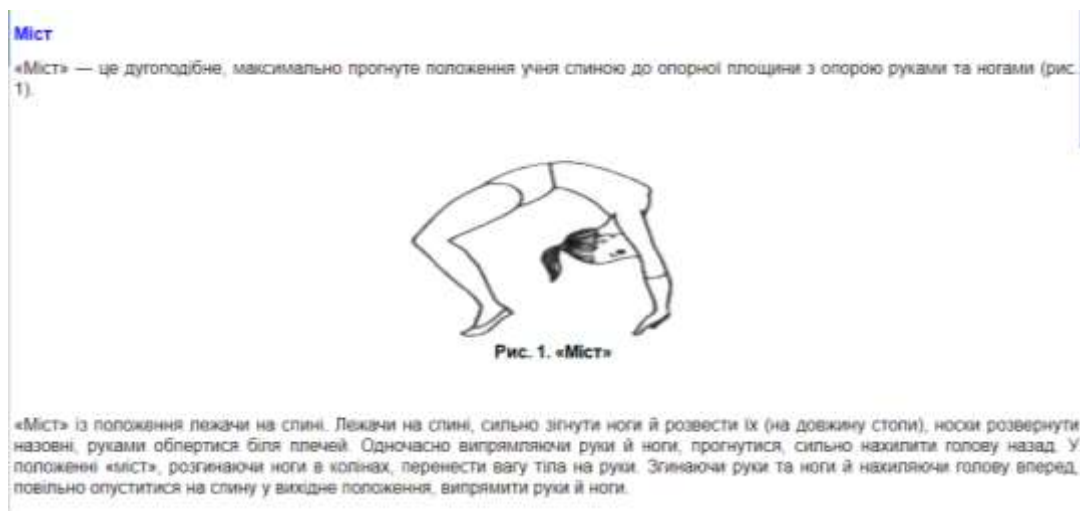 Міст
«Міст» — це дугоподібне, максимально прогнуте положення учня спиною до опорної площини з опорою руками та ногами (рис.
1).
Рис. 1. «Міст»
«Міст» із положення лежачи на спині. Лежачи на спині, сильно зігнути ноги й розвести їх (на довжину стопи), носки розвернути
назовні, руками обпертися біля плечей. Одночасно випрямляючи руки й ноги, прогнутися, сильно нахилити голову назад. У
положенні «міст», розгинаючи ноги в колінах, перенести вагу тіла на руки. Згинаючи руки та ноги й нахиляючи голову вперед,
повільно опуститися на спину у вихідне положення, випрямити руки й ноги.